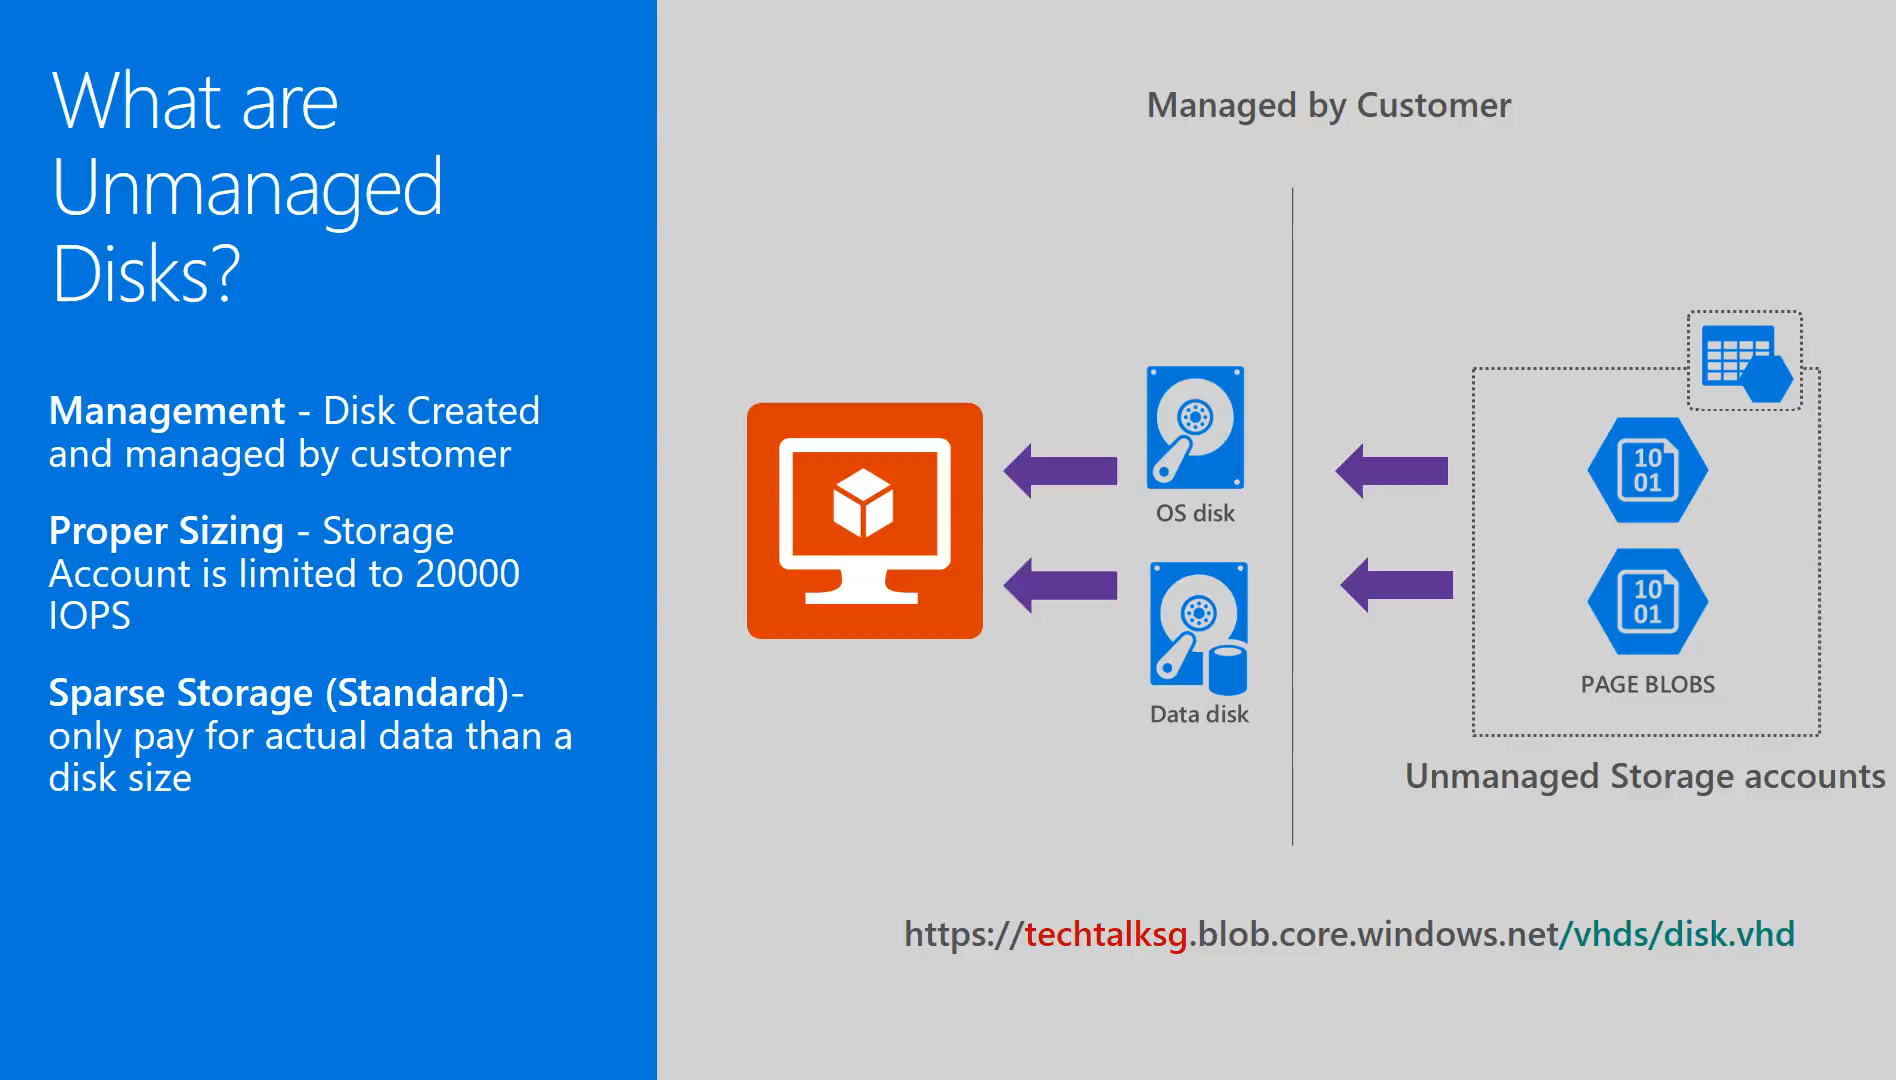 What are
Unmanaged
Disks?
Management - Disk Created
and managed by customer
Proper Sizing - Storage
Account is limited to 20000
IOPS
Sparse Storage (Standard)-
only pay for actual data than a
disk size
Managed by Customer
OS disk
Data disk
10
01
10
01
PAGE BLOBS
Unmanaged Storage accounts
https://techtalksg.blob.core.windows.net/vhds/disk.vhd